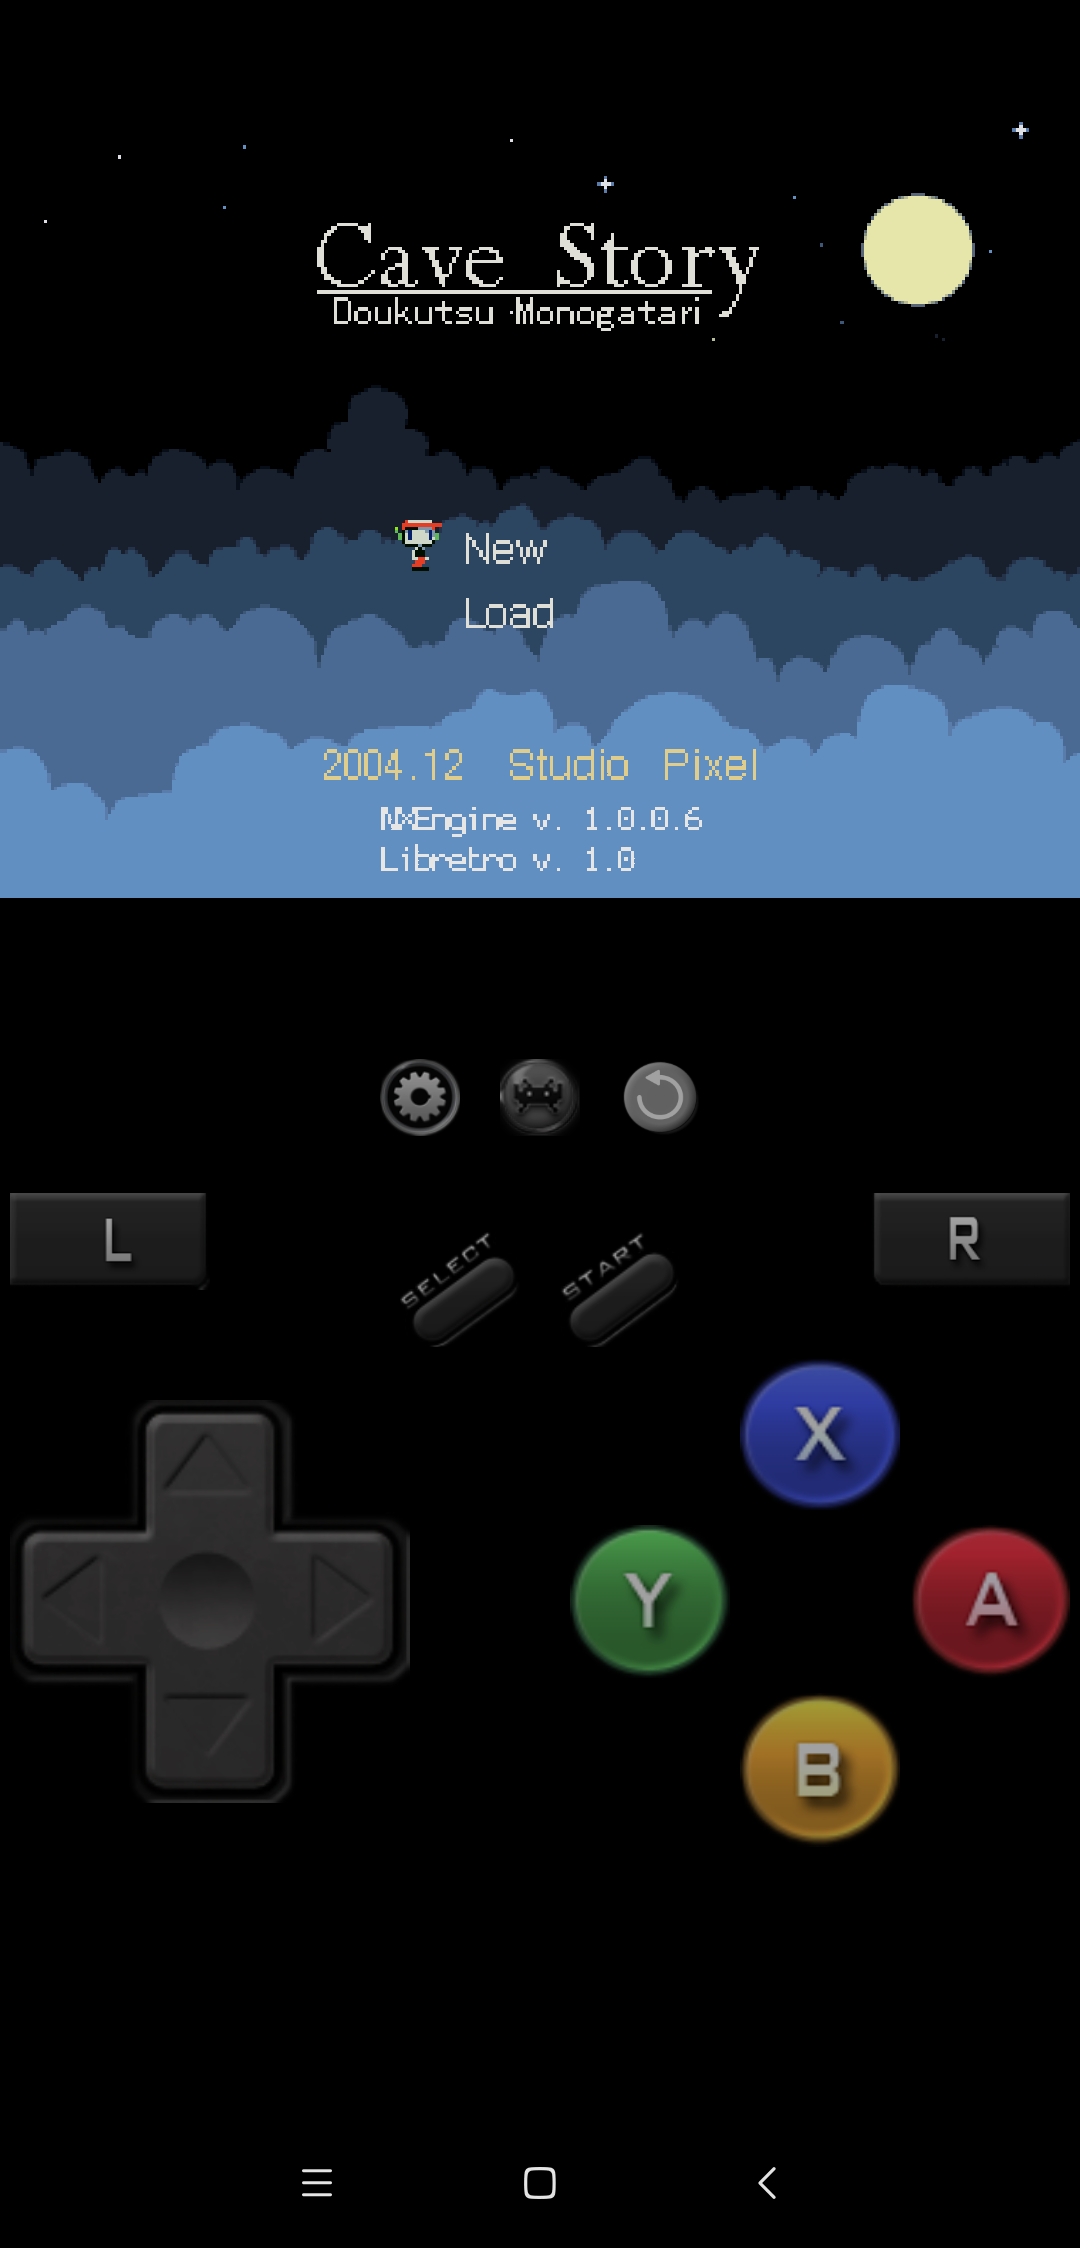 Cave Story
Doukutsu Monogatari
New
Load
2004.12 Studio Pixel
NXEngine v. 1.0.0.6
Libretro v. 1.0
L
R
SELECT
START
X
Y
A
B